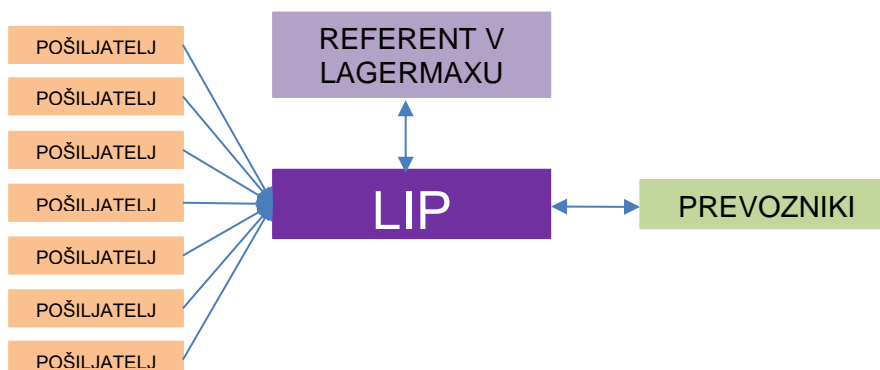 POŠILJATELJ
POŠILJATELJ
POŠILJATELJ
POŠILJATELJ
POŠILJATELJ
POŠILJATELJ
POŠILJATELJ
REFERENT V
LAGERMAXU
LIP
PREVOZNIKI